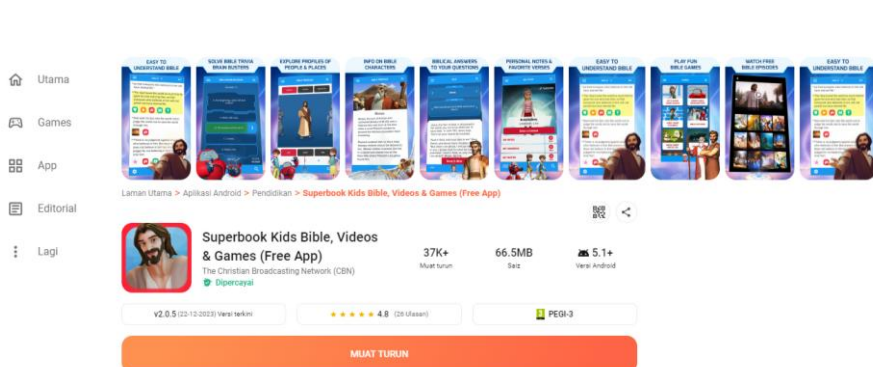 EASY TO
UNDERSTAND BIBLE
SOLVE BIBLE TRIVIA
BRAIN BUSTERS
EXPLORE PROFILES OF
PEOPLE & PLACES
INFO ON BIBLE
CHARACTERS
BIBLICAL ANSWERS
TO YOUR QUESTIONS
PERSONAL NOTES &
FAVORITE VERSES
EASY TO
UNDERSTAND BIBLE
PLAY FUN
BIBLE GAMES
WATCH FREE
BIBLE EPISODES
EASY TO
UNDERSTAND BIBLE
Utama
Games
App
Editorial
Lagi
Laman Utama > Aplikasi Android > Pendidikan > Superbook Kids Bible, Videos & Games (Free App)
Superbook Kids Bible, Videos
& Games (Free App)
The Christian Broadcasting Network (CBN)
Dipercayai
37K+
Muat turun
66.5MB
Saiz
5.1+
Versi Android
v2.0.5 (22-12-2023) Versi terkini
4.8 (28 Ulasan)
3 PEGI-3
MUAT TURUN